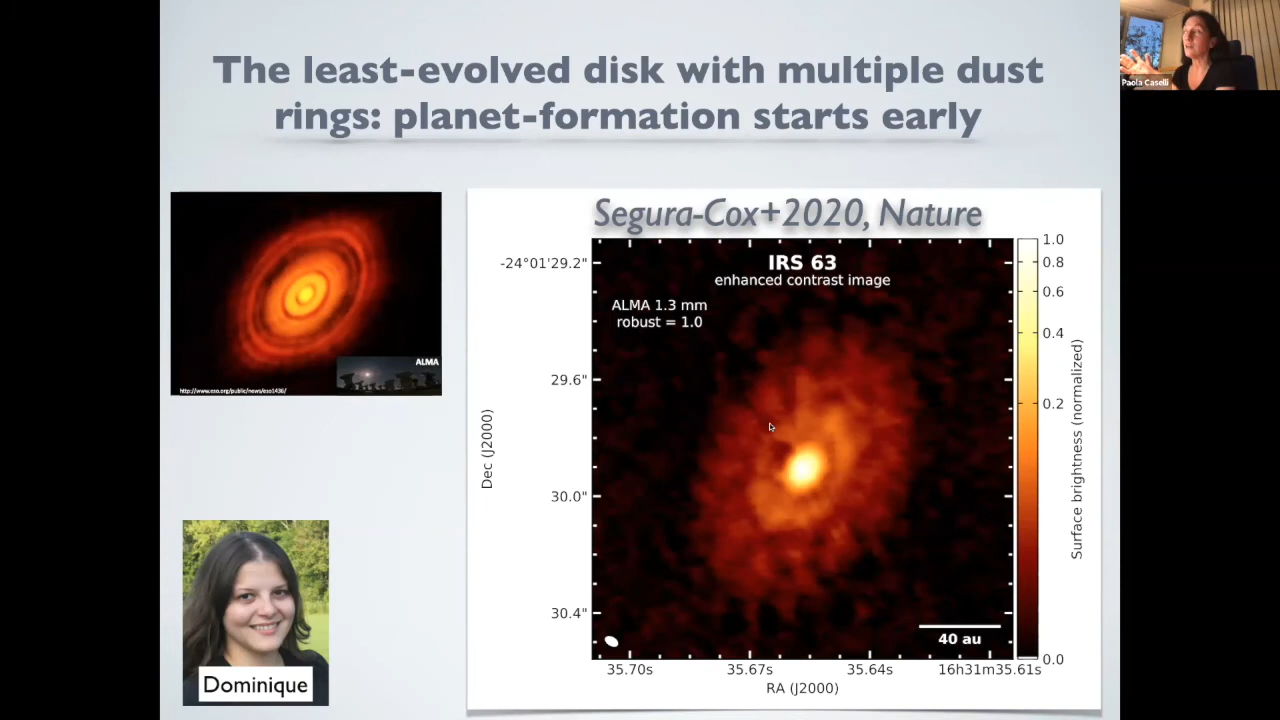 The least-evolved disk with multiple dust
rings: planet-formation starts early
Paola Caselli
ALMA
http://www.eso.org/public/news/eso1436/
Dominique
Segura-Cox+2020, Nature
IRS 63
enhanced contrast image
ALMA 1.3 mm
robust = 1.0
-24°01'29.2"
29.6"
30.0"
30.4"
Dec (J2000)
40 au
35.70s
35.67s
35.64s
16h31m35.61s
RA (J2000)
1.0
0.8
0.6
0.4
0.2
0.0
Surface brightness (normalized)